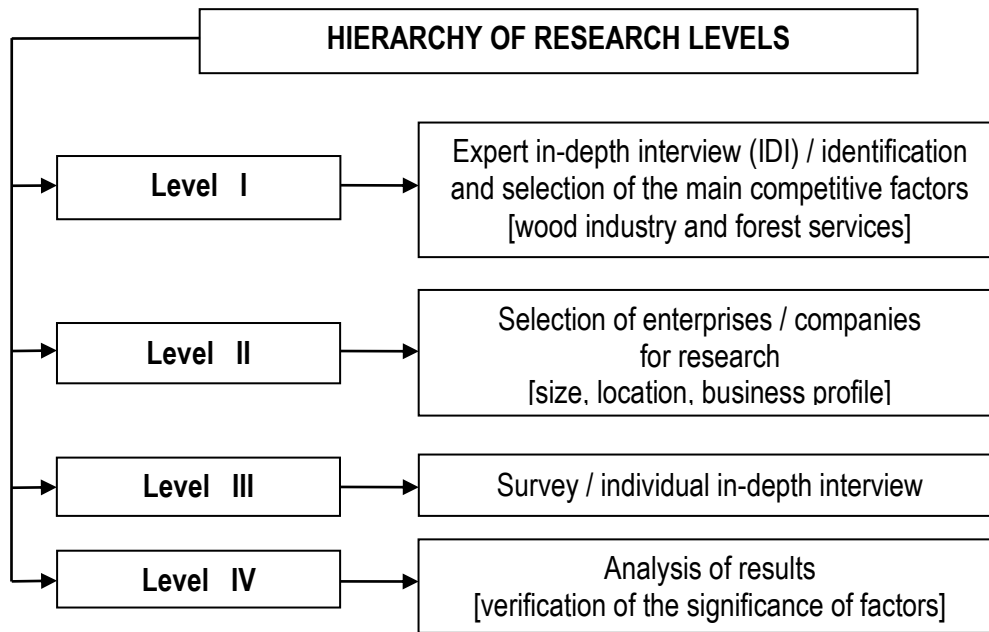 HIERARCHY OF RESEARCH LEVELS
Level I
Expert in-depth interview (IDI) / identification
and selection of the main competitive factors
[wood industry and forest services]
Level II
Selection of enterprises / companies
for research
[size, location, business profile]
Level III
Survey / individual in-depth interview
Level IV
Analysis of results
[verification of the significance of factors]